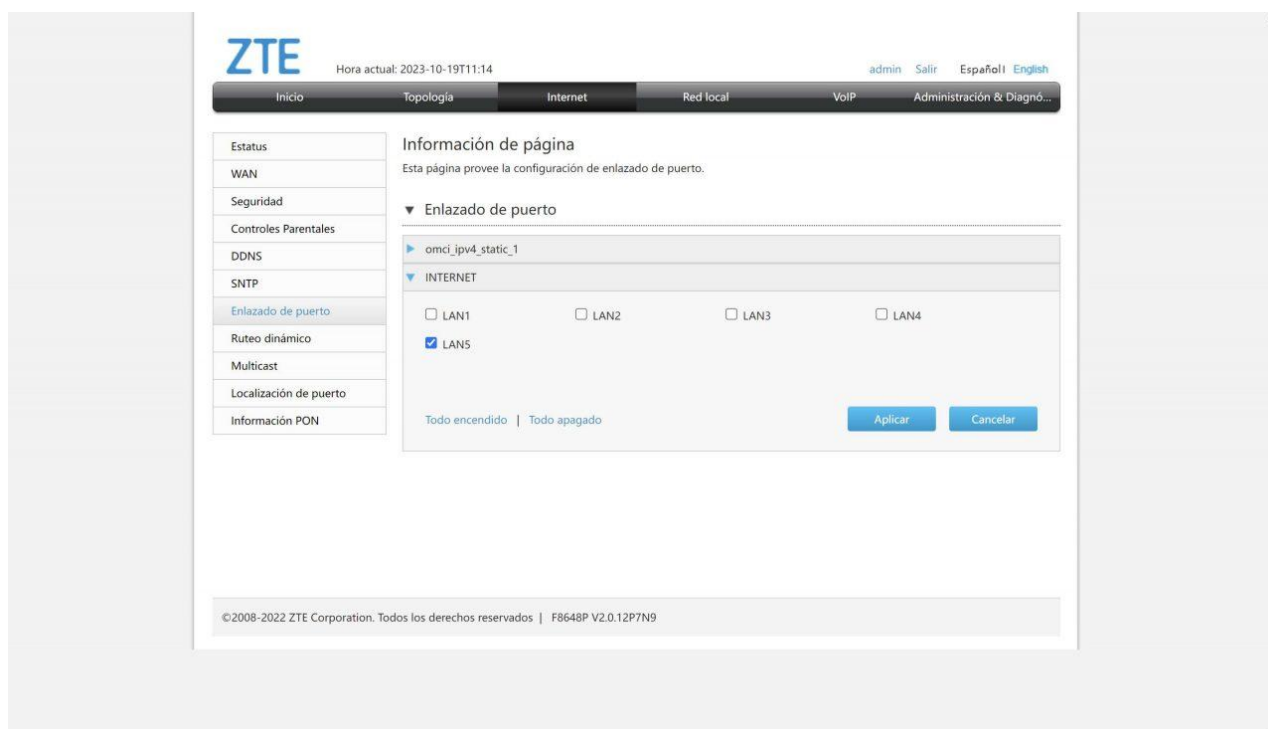 ZTE
Hora actual: 2023-10-19T11:14
admin Salir Español| English
Inicio Topología Internet Red local VoIP Administración & Diagnó...
Estatus
WAN
Seguridad
Controles Parentales
DDNS
SNTP
Enlazado de puerto
Ruteo dinámico
Multicast
Localización de puerto
Información PON
Información de página
Esta página provee la configuración de enlazado de puerto.
Enlazado de puerto
omci_ipv4_static_1
INTERNET
LAN1 LAN2 LAN3 LAN4
LAN5
Todo encendido | Todo apagado Aplicar Cancelar
©2008-2022 ZTE Corporation. Todos los derechos reservados | F8648P V2.0.12P7N9